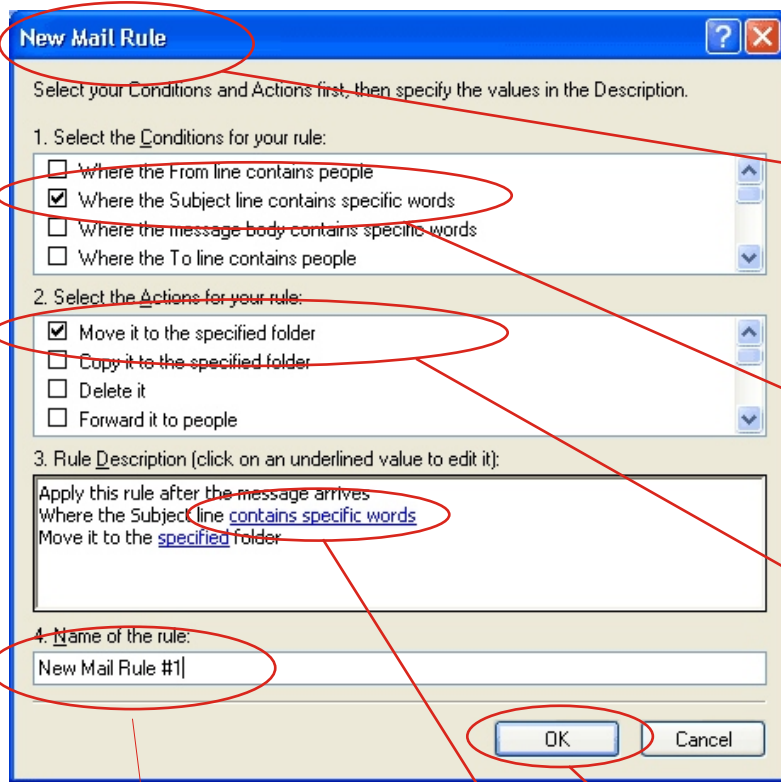 New Mail Rule
Select your Conditions and Actions first, then specify the values in the Description.
1. Select the Conditions for your rule:
Where the From line contains people
Where the Subject line contains specific words
Where the message body contains specific words
Where the To line contains people
2. Select the Actions for your rule:
Move it to the specified folder
Copy it to the specified folder
Delete it
Forward it to people
3. Rule Description (click on an underlined value to edit it):
Apply this rule after the message arrives
Where the Subject line contains specific words
Move it to the specified folder
4. Name of the rule:
New Mail Rule #1
OK Cancel